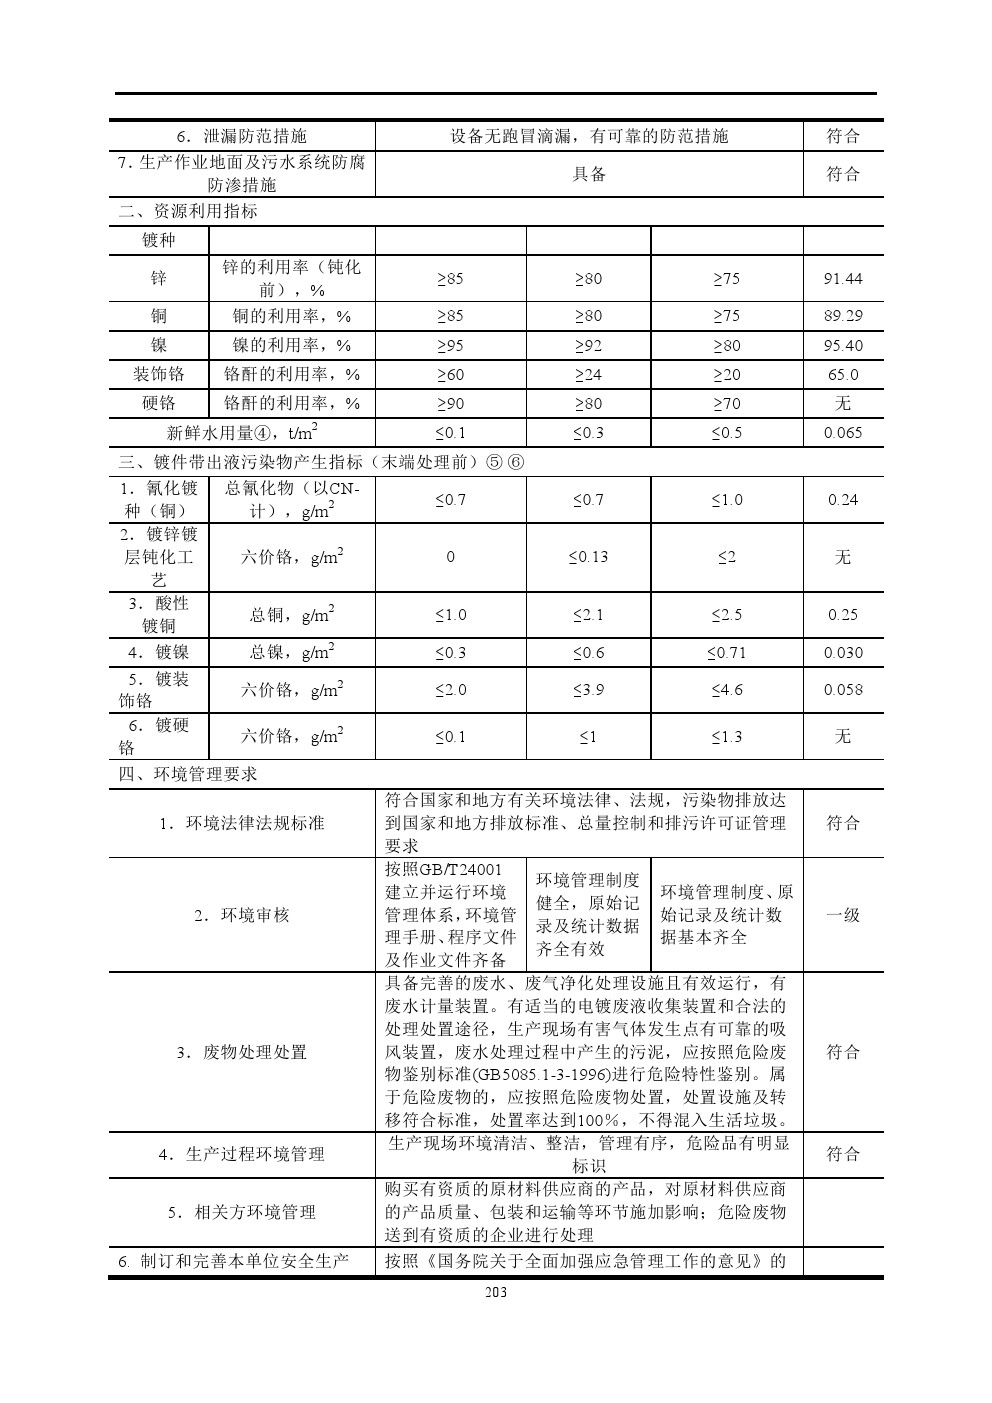 6．泄漏防范措施 设备无跑冒滴漏，有可靠的防范措施 符合
7．生产作业地面及污水系统防腐
防渗措施 具备 符合
二、资源利用指标
镀种
锌 锌的利用率（钝化
前），% ≥85 ≥80 ≥75 91.44
铜 铜的利用率，% ≥85 ≥80 ≥75 89.29
镍 镍的利用率，% ≥95 ≥92 ≥80 95.40
装饰铬 铬酐的利用率，% ≥60 ≥24 ≥20 65.0
硬铬 铬酐的利用率，% ≥90 ≥80 ≥70 无
新鲜水用量④，t/m² ≤0.1 ≤0.3 ≤0.5 0.065
三、镀件带出液污染物产生指标（末端处理前）⑤ ⑥
1．氰化镀
种（铜） 总氰化物（以CN-
计），g/m² ≤0.7 ≤0.7 ≤1.0 0.24
2．镀锌镀
层钝化工
艺 六价铬，g/m² 0 ≤0.13 ≤2 无
3．酸性
镀铜 总铜，g/m² ≤1.0 ≤2.1 ≤2.5 0.25
4．镀镍 总镍，g/m² ≤0.3 ≤0.6 ≤0.71 0.030
5．镀装
饰铬 六价铬，g/m² ≤2.0 ≤3.9 ≤4.6 0.058
6．镀硬
铬 六价铬，g/m² ≤0.1 ≤1 ≤1.3 无
四、环境管理要求
1．环境法律法规标准
符合国家和地方有关环境法律、法规，污染物排放达
到国家和地方排放标准、总量控制和排污许可证管理
要求
符合
2．环境审核
按照GB/T24001
建立并运行环境
管理体系，环境管
理手册、程序文件
及作业文件齐备
环境管理制度
健全，原始记
录及统计数据
齐全有效
环境管理制度、原
始记录及统计数
据基本齐全
一级
3．废物处理处置
具备完善的废水、废气净化处理设施且有效运行，有
废水计量装置。有适当的电镀废液收集装置和合法的
处理处置途径，生产现场有害气体发生点有可靠的吸
风装置，废水处理过程中产生的污泥，应按照危险废
物鉴别标准(GB5085.1-3-1996)进行危险特性鉴别。属
于危险废物的，应按照危险废物处置，处置设施及转
移符合标准，处置率达到100%，不得混入生活垃圾。
符合
4．生产过程环境管理
生产现场环境清洁、整洁，管理有序，危险品有明显
标识
符合
5．相关方环境管理
购买有资质的原材料供应商的产品，对原材料供应商
的产品质量、包装和运输等环节施加影响；危险废物
送到有资质的企业进行处理
6. 制订和完善本单位安全生产 按照《国务院关于全面加强应急管理工作的意见》的
203